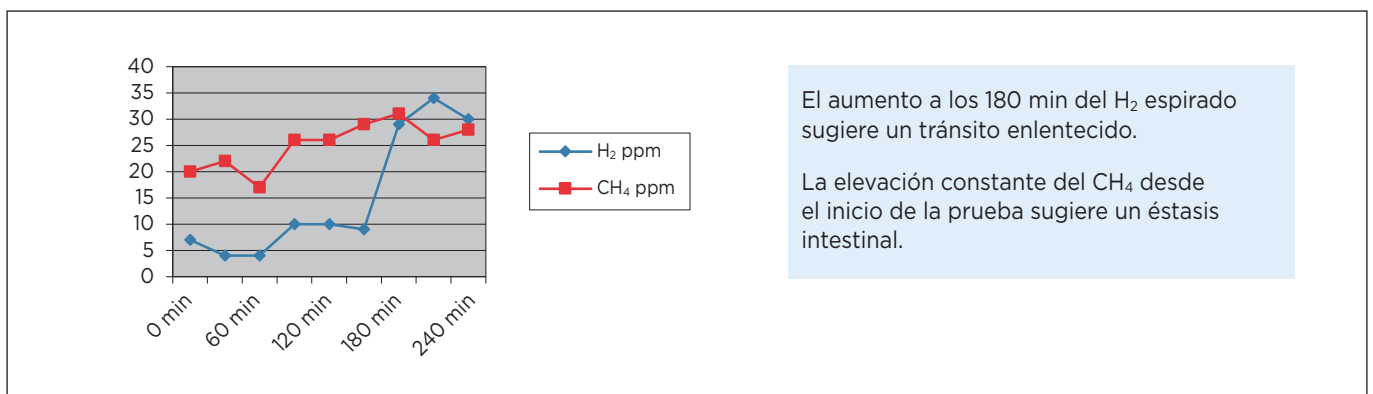 40
35
30
25
20
15
10
5
0
0 min
60 min
120 min
180 min
240 min
H₂ ppm
CH₄ ppm
El aumento a los 180 min del H₂ espirado
sugiere un tránsito enlentecido.
La elevación constante del CH₄ desde
el inicio de la prueba sugiere un éstasis
intestinal.